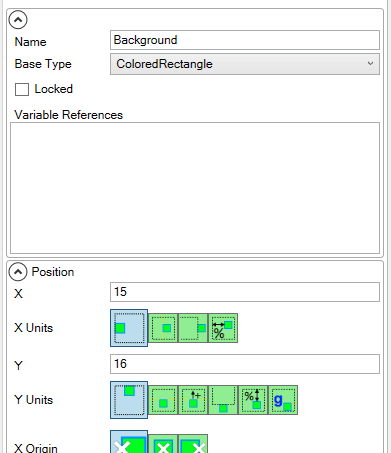 Name Background
Base Type ColoredRectangle
Locked
Variable References
Position
X 15
X Units %
Y 16
Y Units % g
X Origin